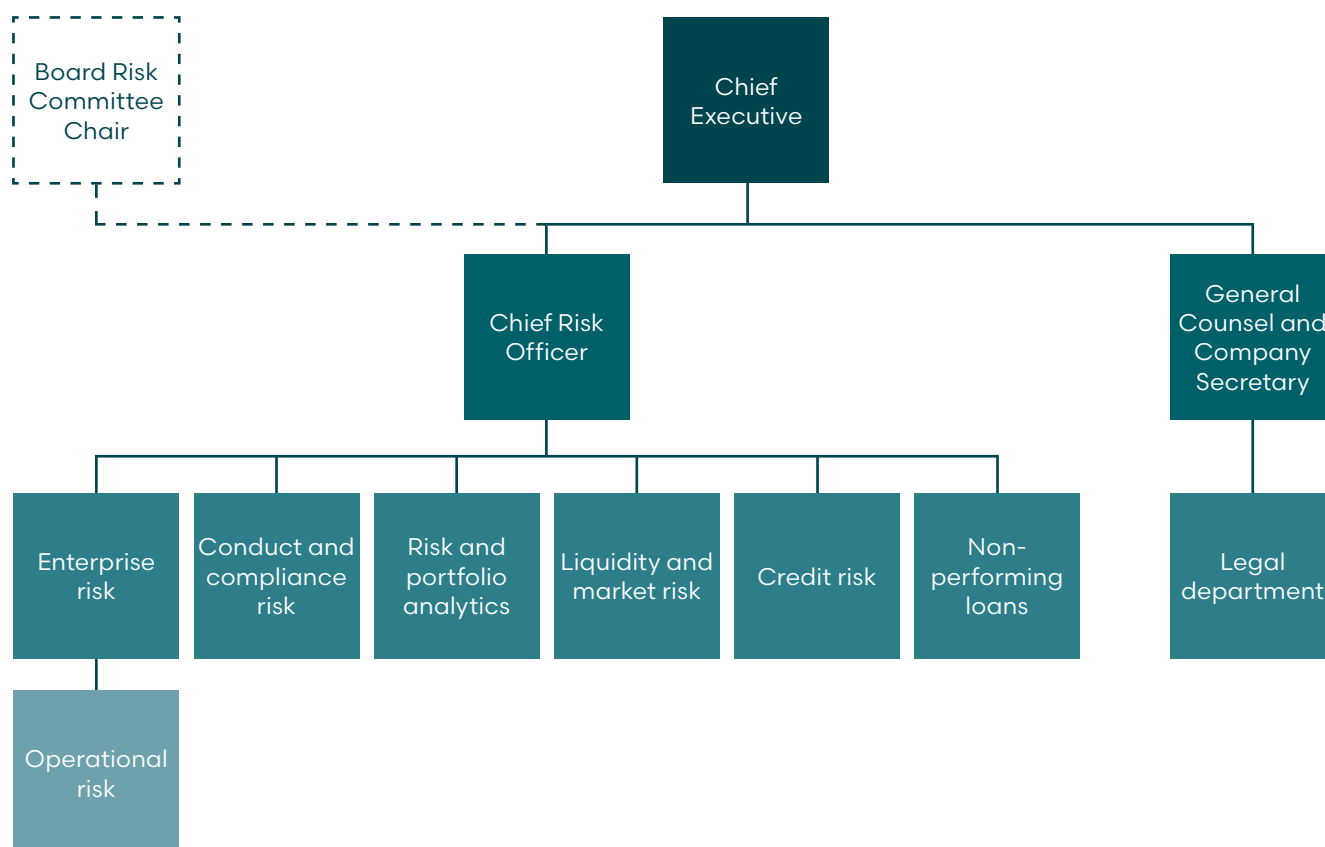 Board Risk
Committee
Chair
Chief
Executive
Chief Risk
Officer
General
Counsel and
Company
Secretary
Enterprise
risk
Conduct and
compliance
risk
Risk and
portfolio
analytics
Liquidity and
market risk
Credit risk
Non-
performing
loans
Legal
department
Operational
risk